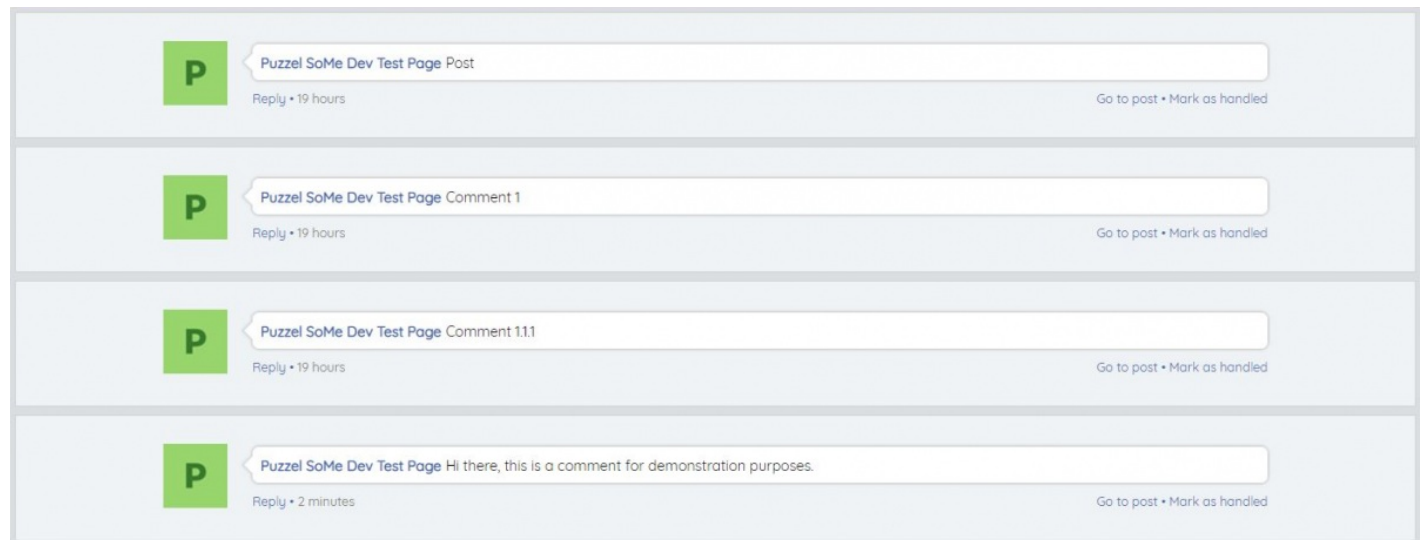 P
Puzzel SoMe Dev Test Page Post
Reply • 19 hours
Go to post • Mark as handled
P
Puzzel SoMe Dev Test Page Comment 1
Reply • 19 hours
Go to post • Mark as handled
P
Puzzel SoMe Dev Test Page Comment 1.1.1
Reply • 19 hours
Go to post • Mark as handled
P
Puzzel SoMe Dev Test Page Hi there, this is a comment for demonstration purposes.
Reply • 2 minutes
Go to post • Mark as handled